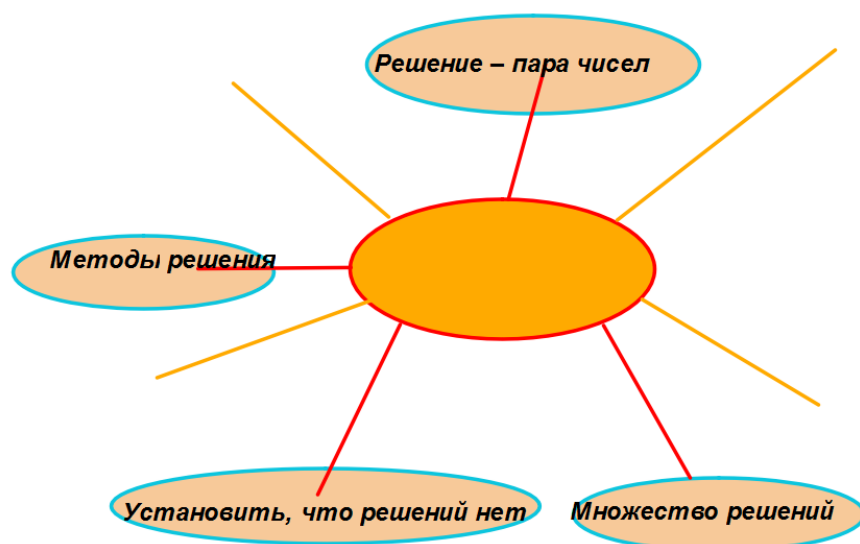 Решение – пара чисел
Методы решения
Установить, что решений нет
Множество решений